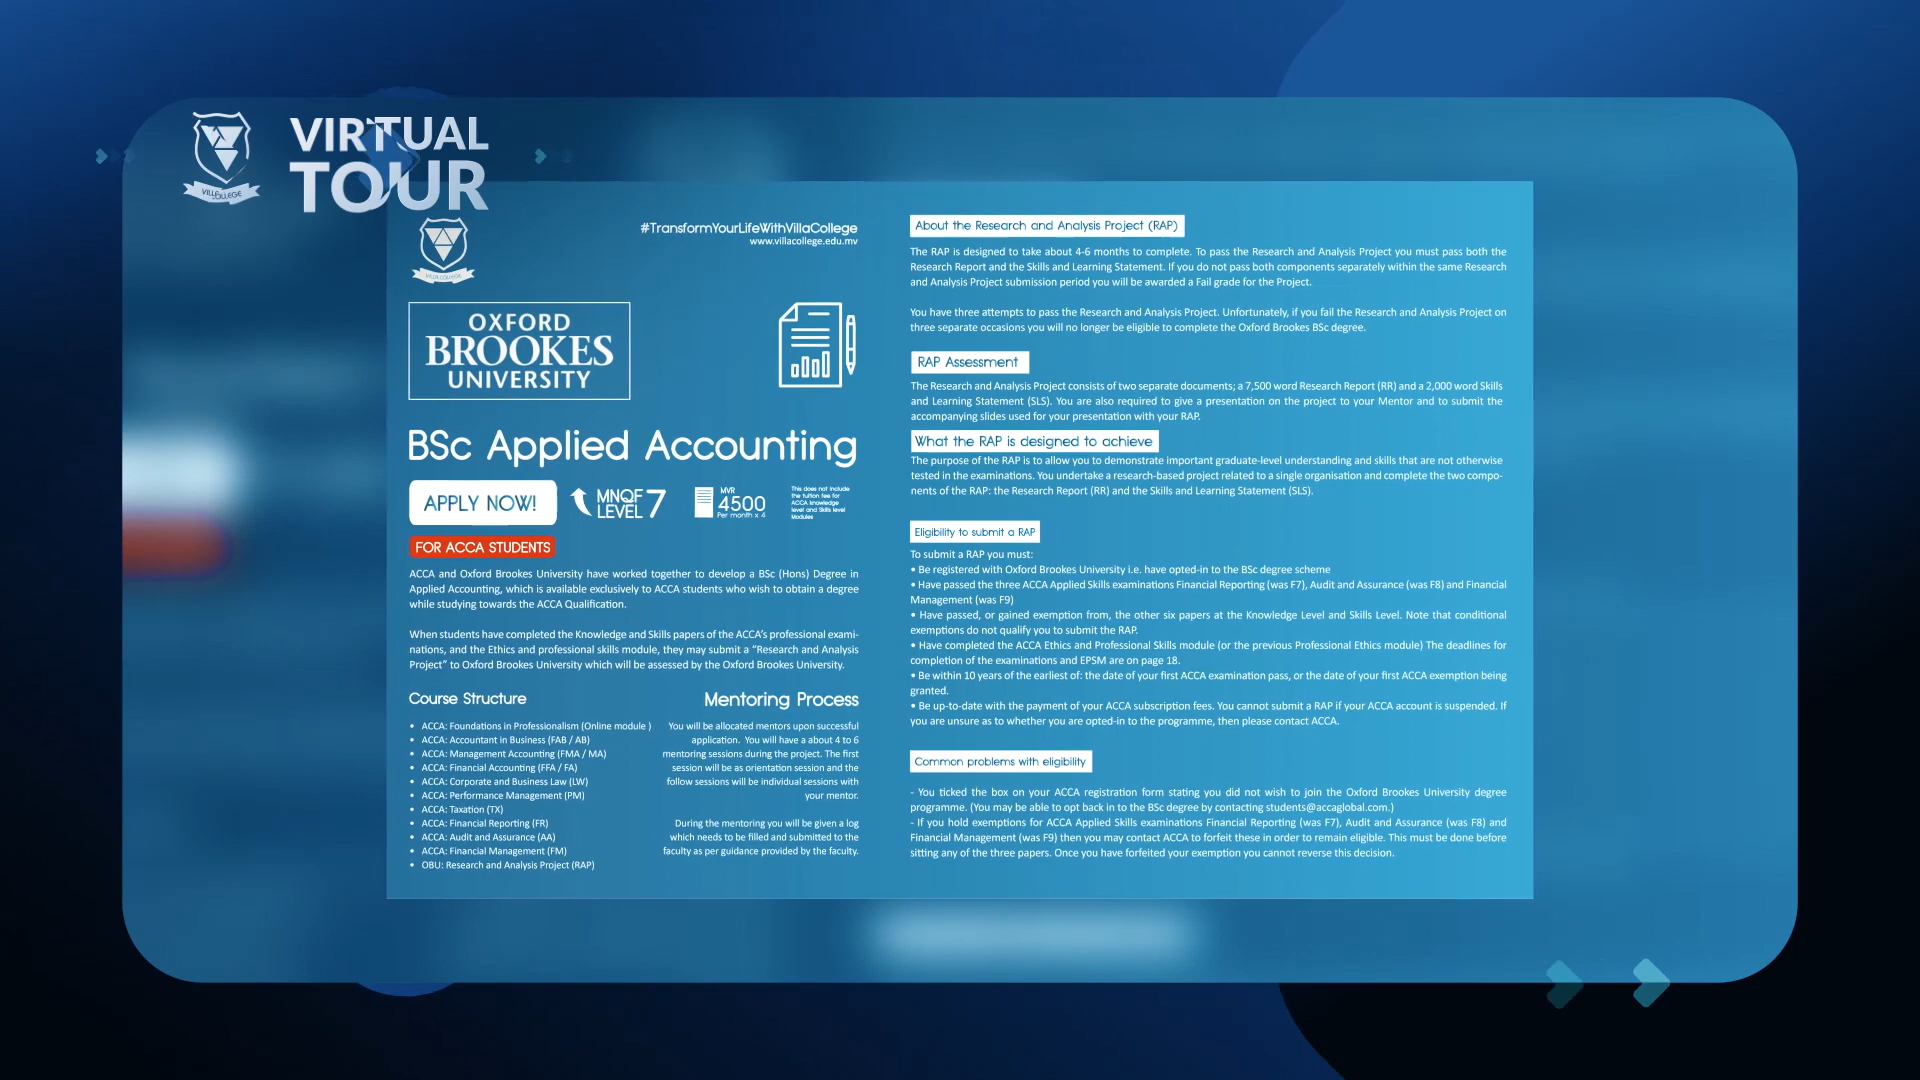 VIRTUAL
TOUR
VILLA COLLEGE
VILLA COLLEGE
#TransformYourLifeWithVillaCollege
www.villacollege.edu.mv
OXFORD
BROOKES
UNIVERSITY
BSc Applied Accounting
APPLY NOW!
MNQF
LEVEL 7
MVR
4500
Per month x 4
This does not include
the tuition fee for
ACCA knowledge
level and Skills level
Modules
FOR ACCA STUDENTS
ACCA and Oxford Brookes University have worked together to develop a BSc (Hons) Degree in
Applied Accounting, which is available exclusively to ACCA students who wish to obtain a degree
while studying towards the ACCA Qualification.
When students have completed the Knowledge and Skills papers of the ACCA's professional exami-
nations, and the Ethics and professional skills module, they may submit a "Research and Analysis
Project" to Oxford Brookes University which will be assessed by the Oxford Brookes University.
Course Structure
• ACCA: Foundations in Professionalism (Online module )
• ACCA: Accountant in Business (FAB / AB)
• ACCA: Management Accounting (FMA / MA)
• ACCA: Financial Accounting (FFA / FA)
• ACCA: Corporate and Business Law (LW)
• ACCA: Performance Management (PM)
• ACCA: Taxation (TX)
• ACCA: Financial Reporting (FR)
• ACCA: Audit and Assurance (AA)
• ACCA: Financial Management (FM)
• OBU: Research and Analysis Project (RAP)
Mentoring Process
You will be allocated mentors upon successful
application. You will have a about 4 to 6
mentoring sessions during the project. The first
session will be as orientation session and the
follow sessions will be individual sessions with
your mentor.
During the mentoring you will be given a log
which needs to be filled and submitted to the
faculty as per guidance provided by the faculty.
About the Research and Analysis Project (RAP)
The RAP is designed to take about 4-6 months to complete. To pass the Research and Analysis Project you must pass both the
Research Report and the Skills and Learning Statement. If you do not pass both components separately within the same Research
and Analysis Project submission period you will be awarded a Fail grade for the Project.
You have three attempts to pass the Research and Analysis Project. Unfortunately, if you fail the Research and Analysis Project on
three separate occasions you will no longer be eligible to complete the Oxford Brookes BSc degree.
RAP Assessment
The Research and Analysis Project consists of two separate documents; a 7,500 word Research Report (RR) and a 2,000 word Skills
and Learning Statement (SLS). You are also required to give a presentation on the project to your Mentor and to submit the
accompanying slides used for your presentation with your RAP.
What the RAP is designed to achieve
The purpose of the RAP is to allow you to demonstrate important graduate-level understanding and skills that are not otherwise
tested in the examinations. You undertake a research-based project related to a single organisation and complete the two compo-
nents of the RAP: the Research Report (RR) and the Skills and Learning Statement (SLS).
Eligibility to submit a RAP
To submit a RAP you must:
• Be registered with Oxford Brookes University i.e. have opted-in to the BSc degree scheme
• Have passed the three ACCA Applied Skills examinations Financial Reporting (was F7), Audit and Assurance (was F8) and Financial
Management (was F9)
• Have passed, or gained exemption from, the other six papers at the Knowledge Level and Skills Level. Note that conditional
exemptions do not qualify you to submit the RAP.
• Have completed the ACCA Ethics and Professional Skills module (or the previous Professional Ethics module) The deadlines for
completion of the examinations and EPSM are on page 18.
• Be within 10 years of the earliest of: the date of your first ACCA examination pass, or the date of your first ACCA exemption being
granted.
• Be up-to-date with the payment of your ACCA subscription fees. You cannot submit a RAP if your ACCA account is suspended. If
you are unsure as to whether you are opted-in to the programme, then please contact ACCA.
Common problems with eligibility
- You ticked the box on your ACCA registration form stating you did not wish to join the Oxford Brookes University degree
programme. (You may be able to opt back in to the BSc degree by contacting students@accaglobal.com.)
- If you hold exemptions for ACCA Applied Skills examinations Financial Reporting (was F7), Audit and Assurance (was F8) and
Financial Management (was F9) then you may contact ACCA to forfeit these in order to remain eligible. This must be done before
sitting any of the three papers. Once you have forfeited your exemption you cannot reverse this decision.